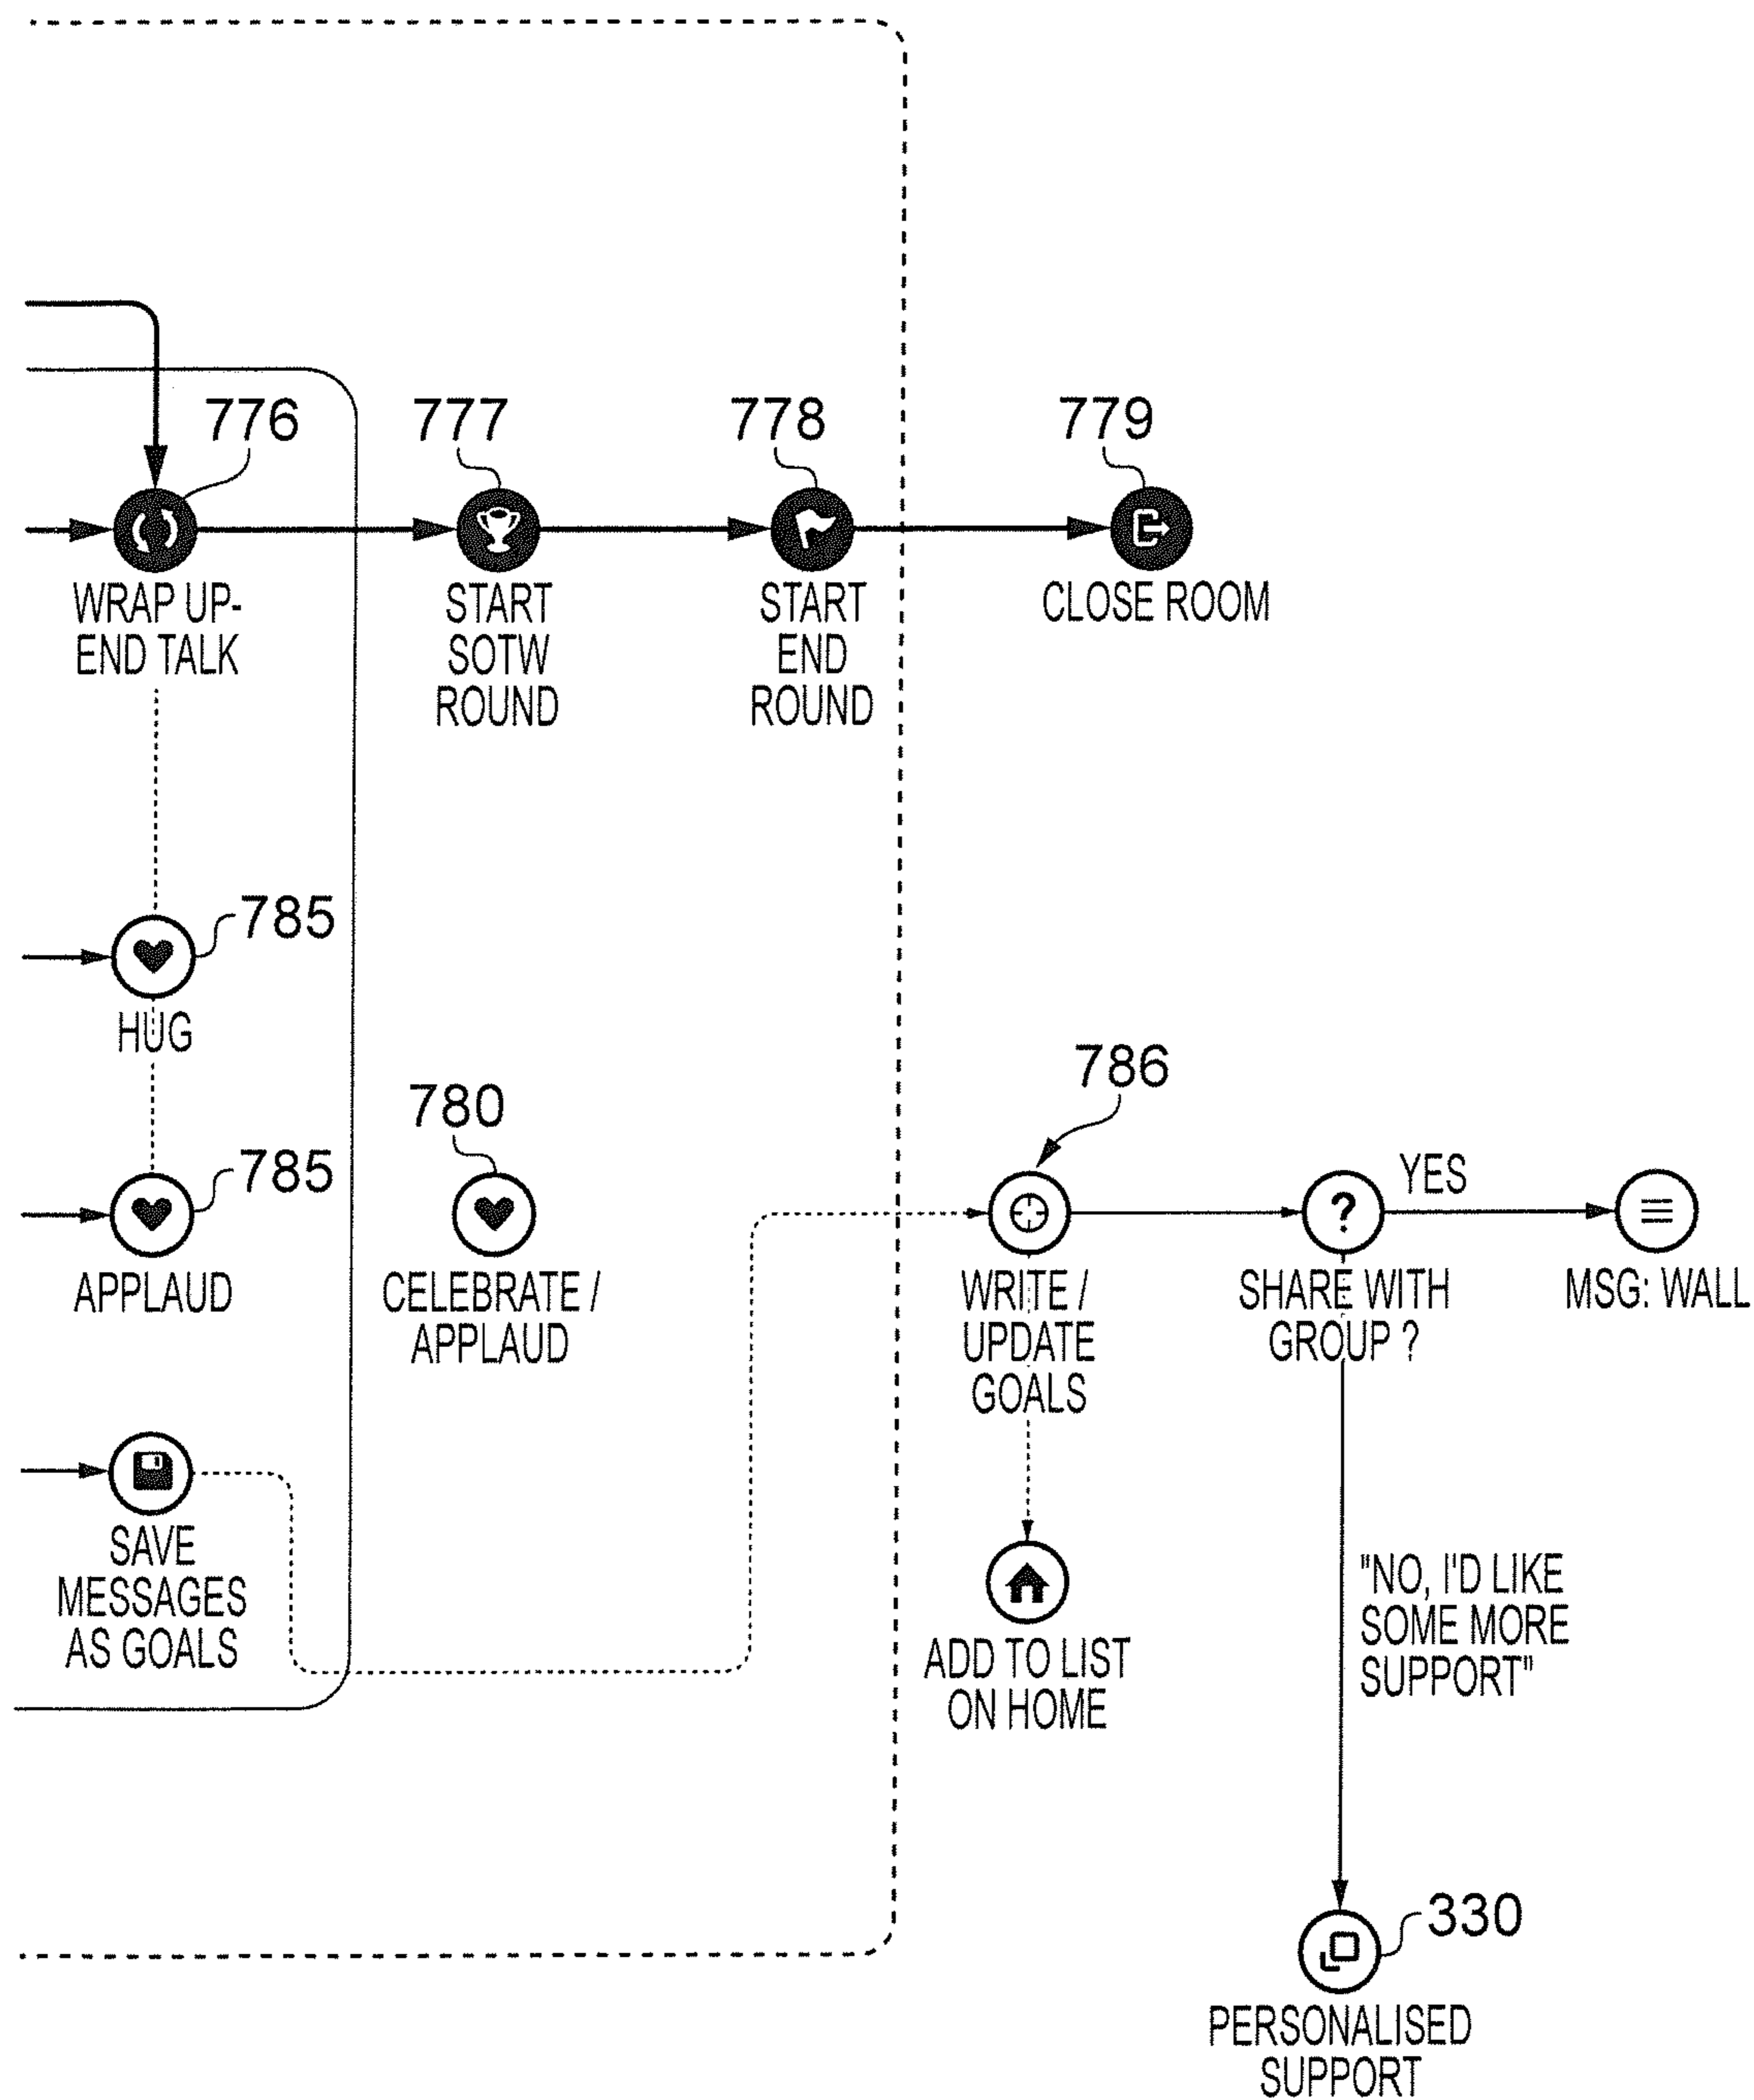 776
777
778
779
WRAP UP-
END TALK
START
SOTW
ROUND
START
END
ROUND
CLOSE ROOM
785
HUG
785
APPLAUD
780
CELEBRATE /
APPLAUD
786
WRITE /
UPDATE
GOALS
?
SHARE WITH
GROUP ?
YES
MSG: WALL
SAVE
MESSAGES
AS GOALS
ADD TO LIST
ON HOME
"NO, I'D LIKE
SOME MORE
SUPPORT"
330
PERSONALISED
SUPPORT